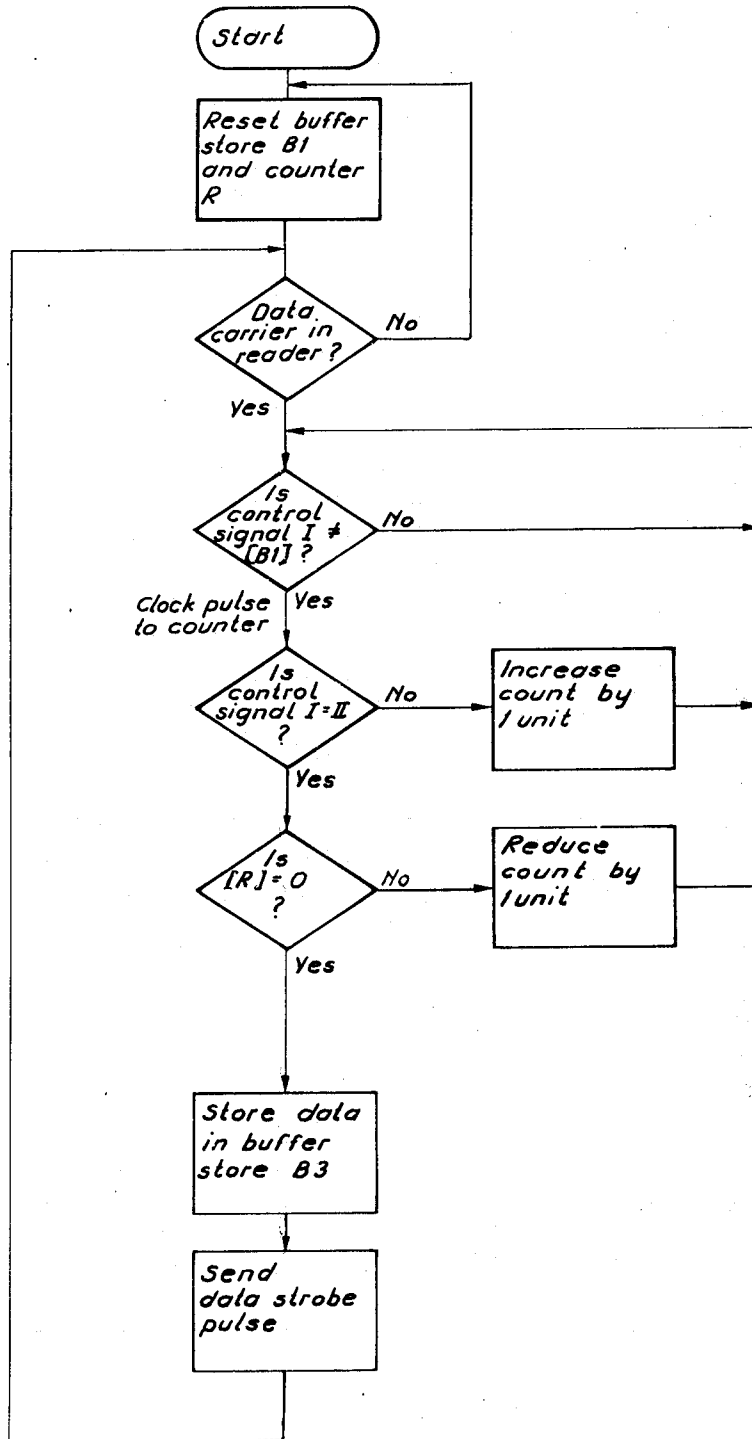 Start
Reset buffer
store B1
and counter
R
Data
carrier in
reader?
No
Yes
Is
control
signal I ≠
[B1]?
No
Yes
Clock pulse
to counter
Is
control
signal I=II
?
No
Increase
count by
1 unit
Yes
Is
[R]=0
?
No
Reduce
count by
1 unit
Yes
Store data
in buffer
store B3
Send
data strobe
pulse